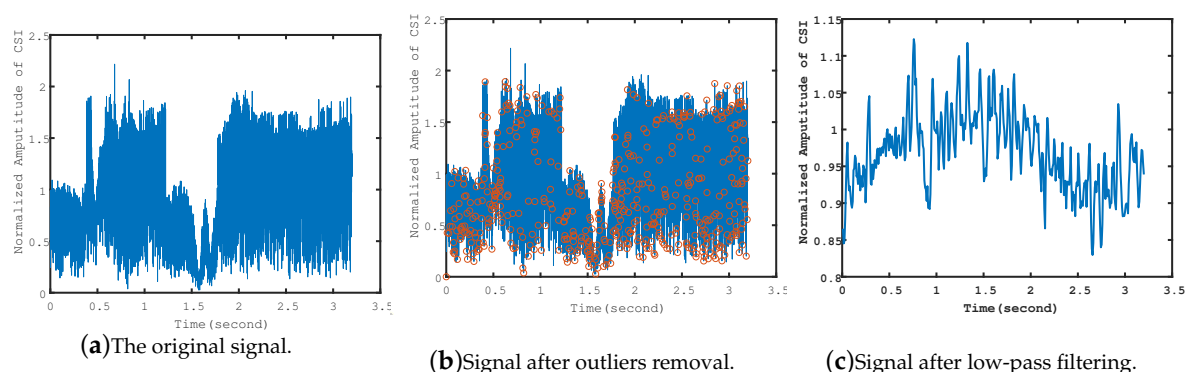 Normalized Amputitude of CSI
2.5
2
1.5
1
0.5
0
0 0.5 1 1.5 2 2.5 3 3.5
Time(second)
(a)The original signal.
Normalized Amputitude of CSI
2.5
2
1.5
1
0.5
0
0 0.5 1 1.5 2 2.5 3 3.5
Time(second)
(b)Signal after outliers removal.
Normalized Amputitude of CSI
1.15
1.1
1.05
1
0.95
0.9
0.85
0.8
0 0.5 1 1.5 2 2.5 3 3.5
Time(second)
(c)Signal after low-pass filtering.